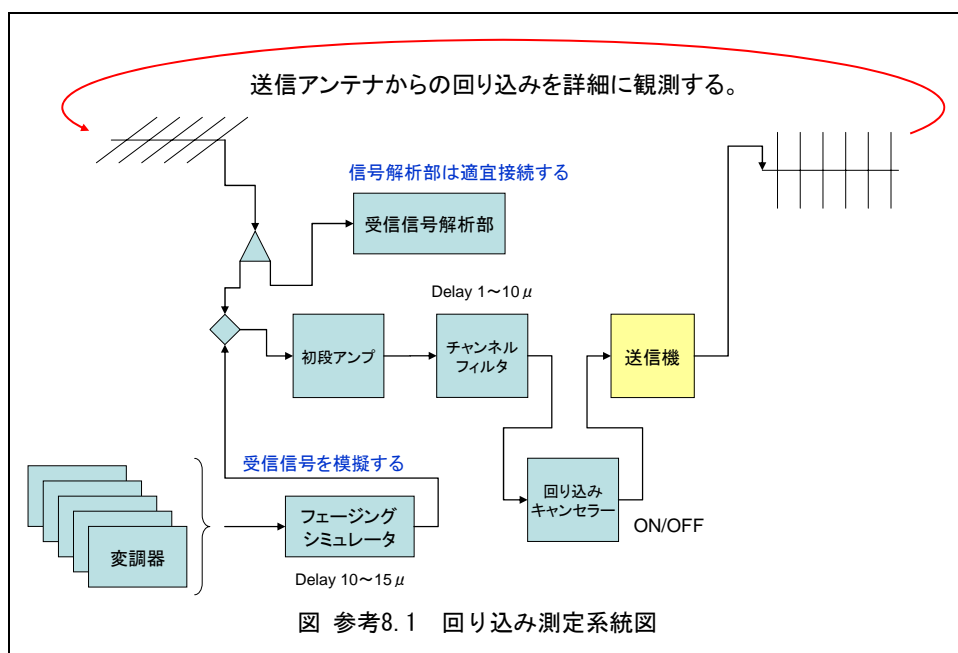 送信アンテナからの回り込みを詳細に観測する。
信号解析部は適宜接続する
受信信号解析部
Delay 1～10μ
初段アンプ
チャンネル
フィルタ
送信機
受信信号を模擬する
回り込み
キャンセラー
ON/OFF
フェージング
シミュレータ
変調器
Delay 10～15μ
図 参考8.1 回り込み測定系統図